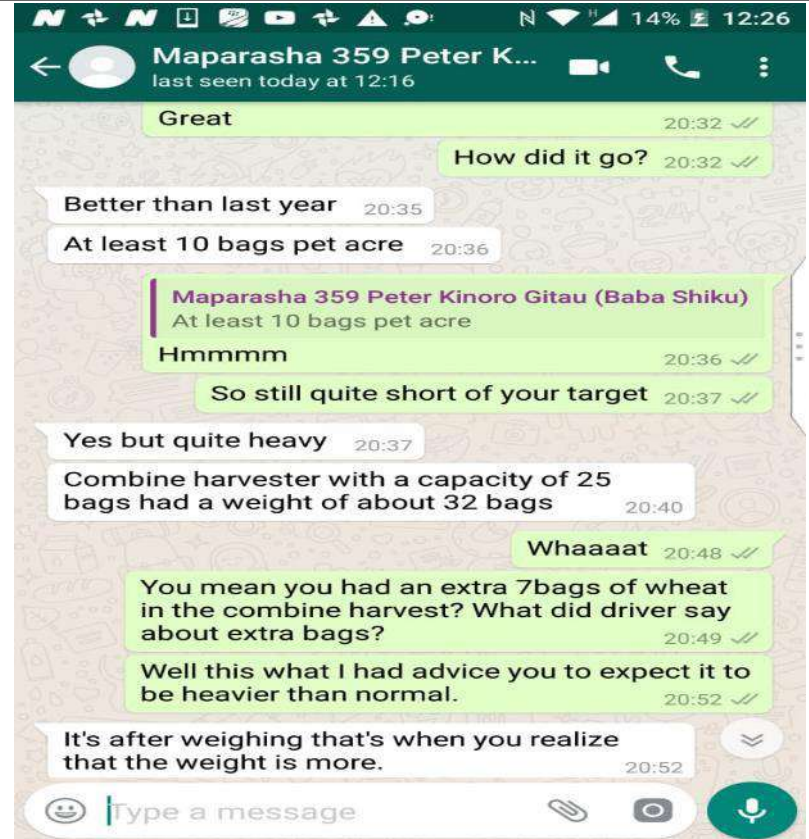 14% 12:26
Maparasha 359 Peter K...
last seen today at 12:16
Great 20:32
How did it go? 20:32
Better than last year 20:35
At least 10 bags pet acre 20:36
Maparasha 359 Peter Kinoro Gitau (Baba Shiku)
At least 10 bags pet acre
Hmmmm 20:36
So still quite short of your target 20:37
Yes but quite heavy 20:37
Combine harvester with a capacity of 25
bags had a weight of about 32 bags 20:40
Whaaaat 20:48
You mean you had an extra 7bags of wheat
in the combine harvest? What did driver say
about extra bags? 20:49
Well this what I had advice you to expect it to
be heavier than normal. 20:52
It's after weighing that's when you realize
that the weight is more. 20:52
Type a message